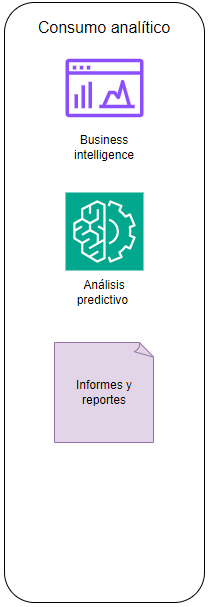 Consumo analítico
Business
intelligence
Análisis
predictivo
Informes y
reportes